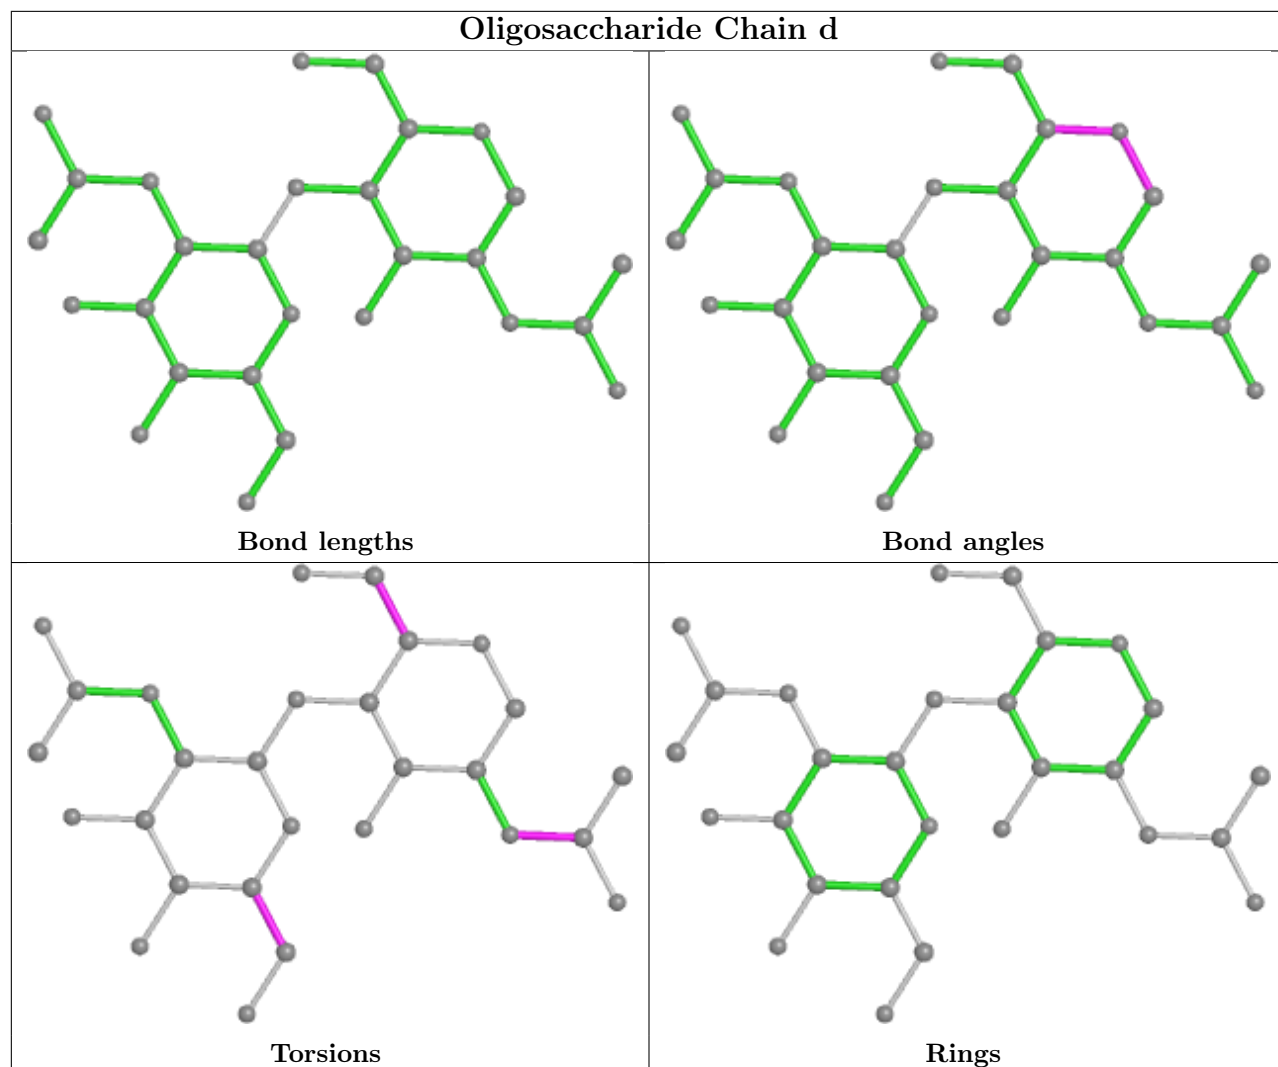 Oligosaccharide Chain d
Bond lengths
Bond angles
Torsions
Rings